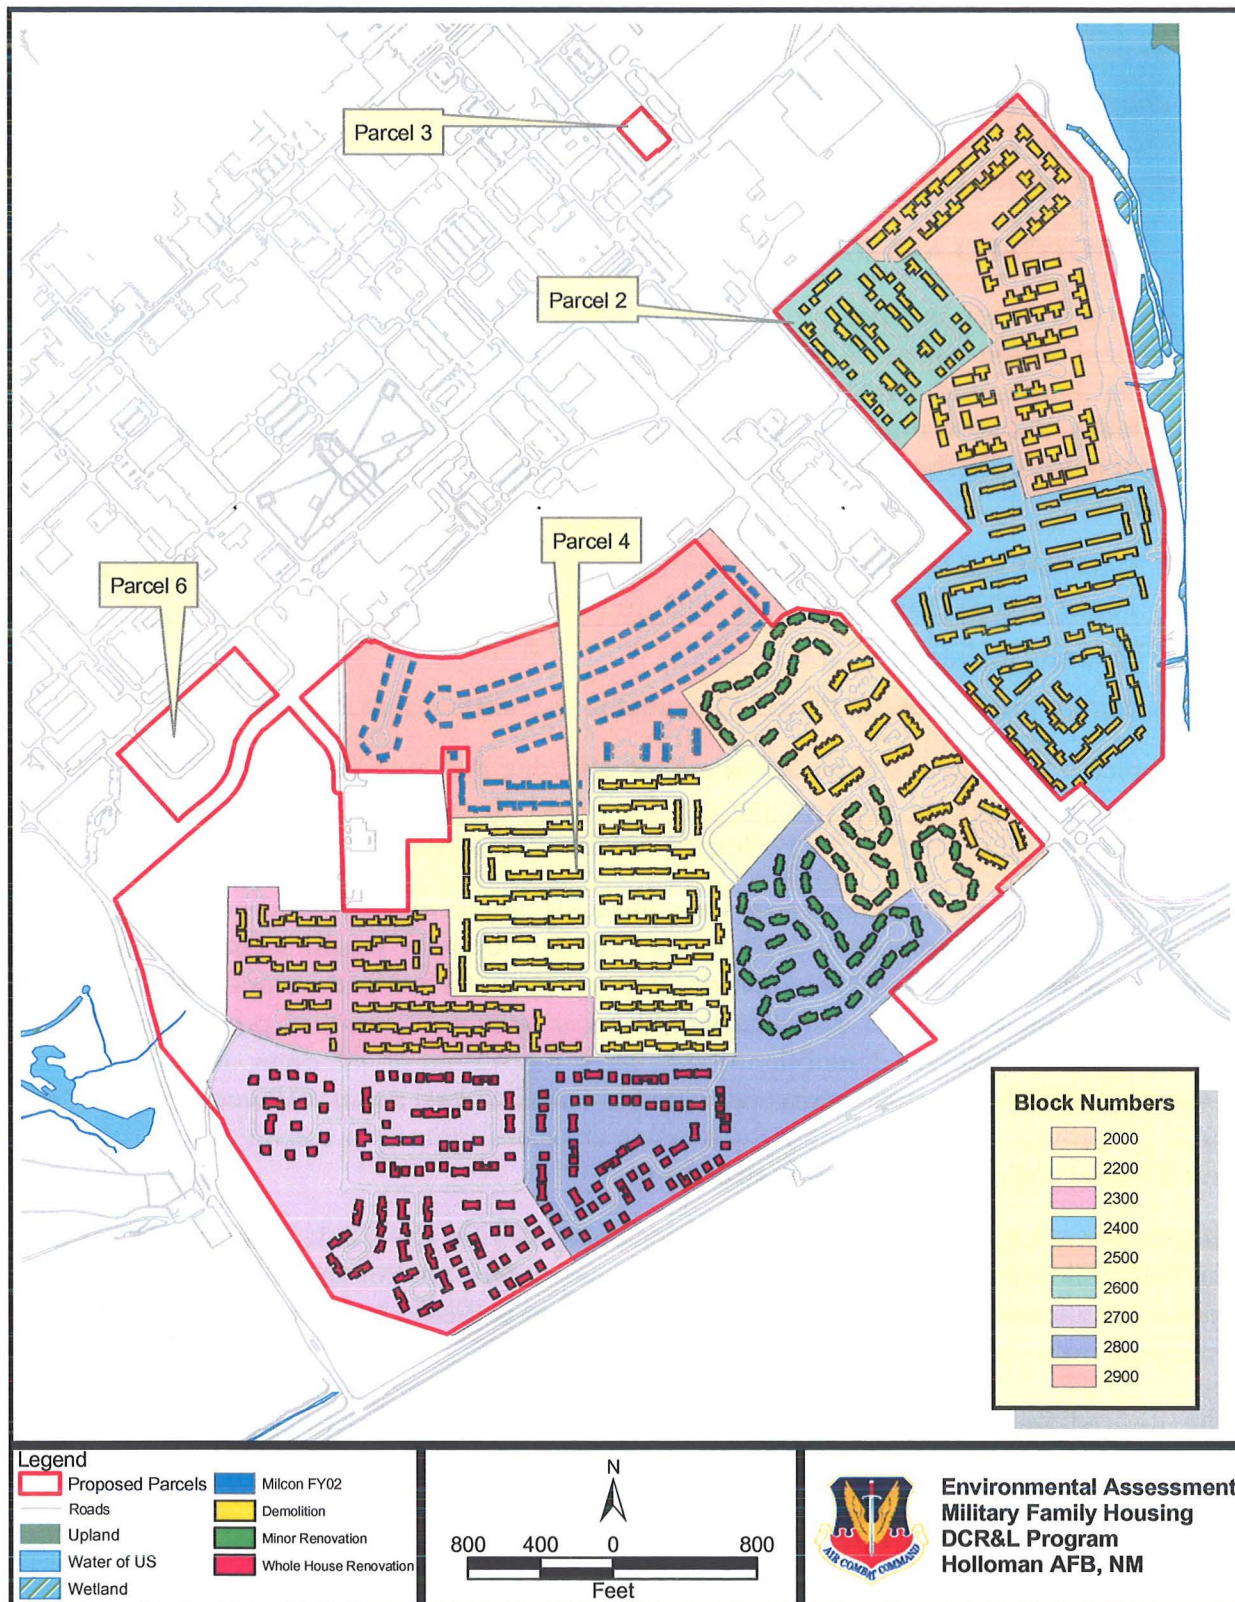 Parcel 3
Parcel 2
Parcel 4
Parcel 6
Block Numbers
2000
2200
2300
2400
2500
2600
2700
2800
2900
Legend
Proposed Parcels
Roads
Upland
Water of US
Wetland
Milcon FY02
Demolition
Minor Renovation
Whole House Renovation
N
800 400 0 800
Feet
AIR COMBAT COMMAND
Environmental Assessment
Military Family Housing
DCR&L Program
Holloman AFB, NM